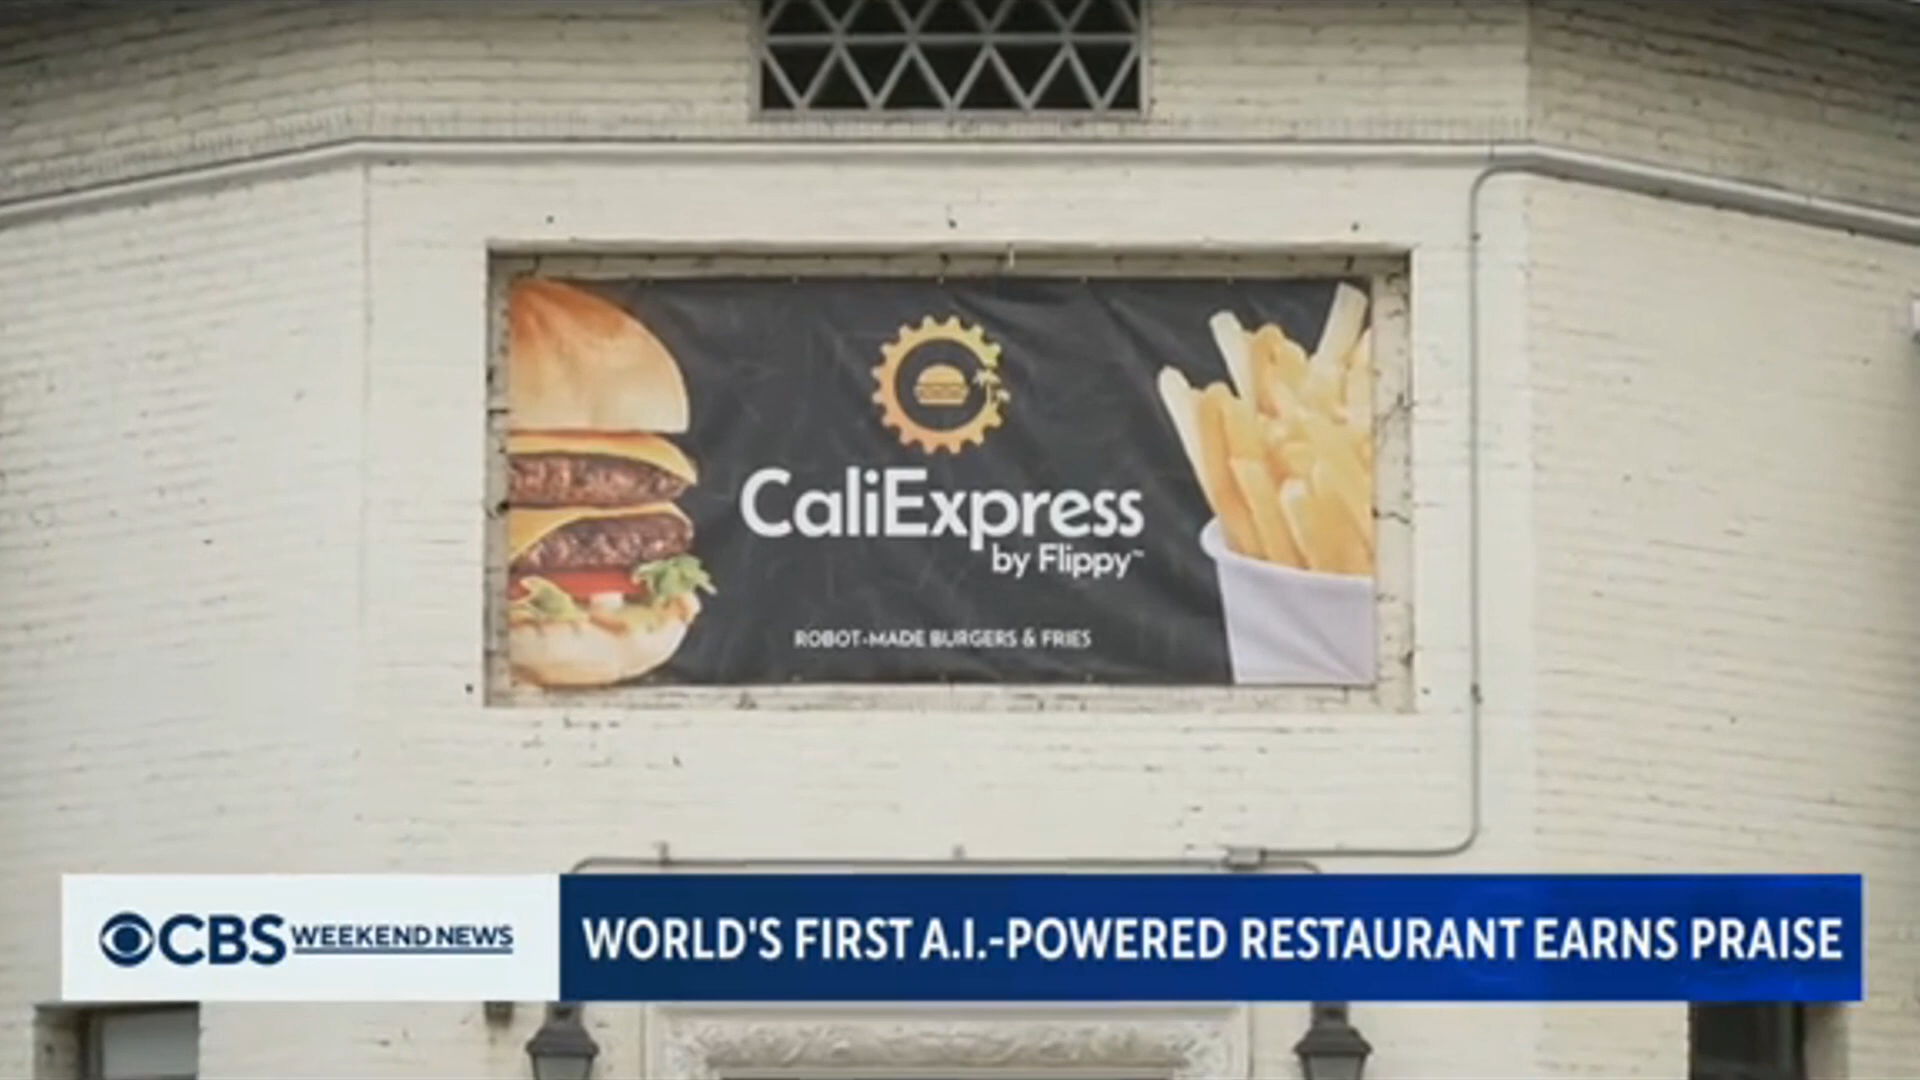 CaliExpress
by Flippy™
ROBOT-MADE BURGERS & FRIES
CBS WEEKEND NEWS
WORLD'S FIRST A.I.-POWERED RESTAURANT EARNS PRAISE